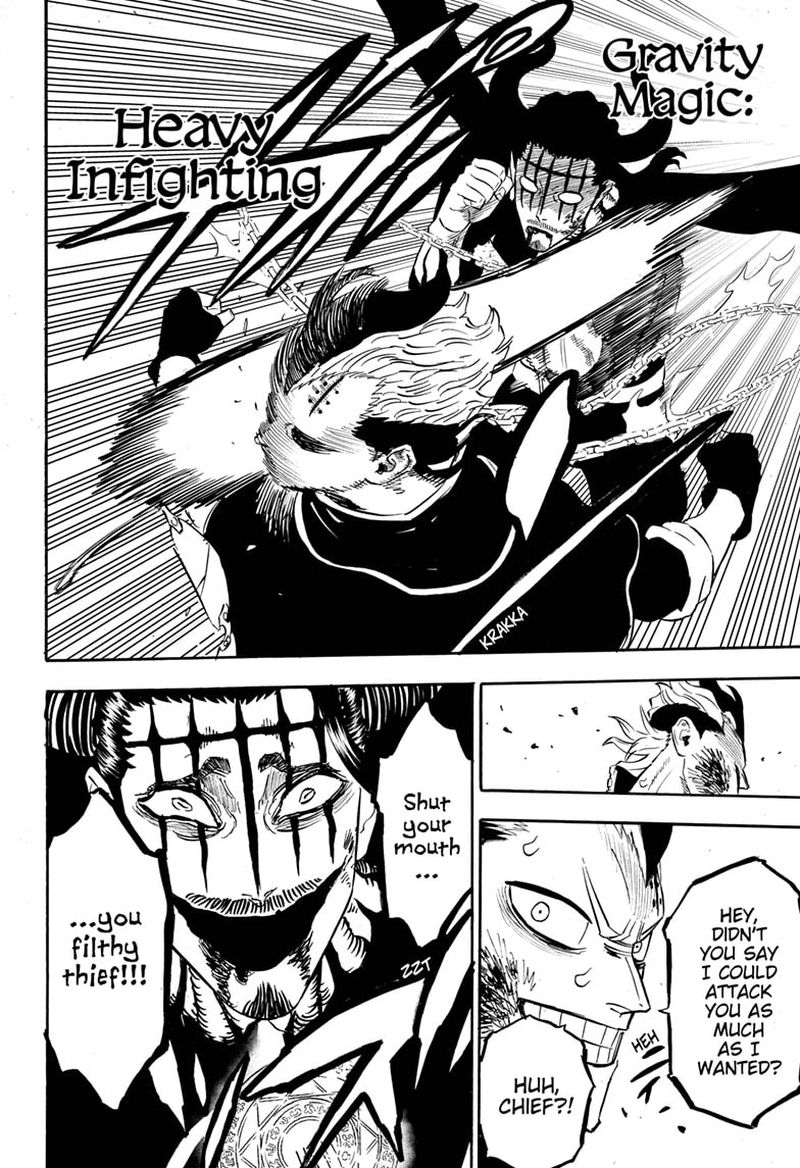 Gravity
Magic:
Heavy
Infighting
KRAKKA
HEY,
DIDN'T
YOU SAY
I COULD
ATTACK
YOU AS
MUCH
AS I
WANTED?
HEH
HUH,
CHIEF?!
Shut
your
mouth
...
...you
filthy
thief!!!
ZZT